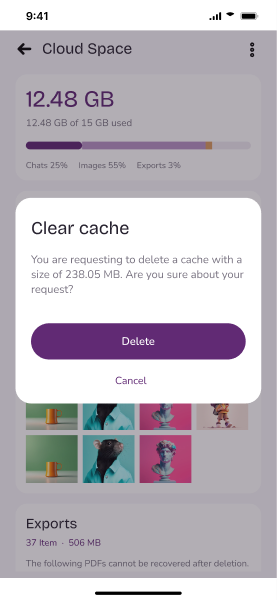 9:41
Cloud Space
12.48 GB
12.48 GB of 15 GB used
Chats 25% Images 55% Exports 3%
Clear cache
You are requesting to delete a cache with a
size of 238.05 MB. Are you sure about your
request?
Delete
Cancel
Exports
37 Item · 506 MB
The following PDFs cannot be recovered after deletion.